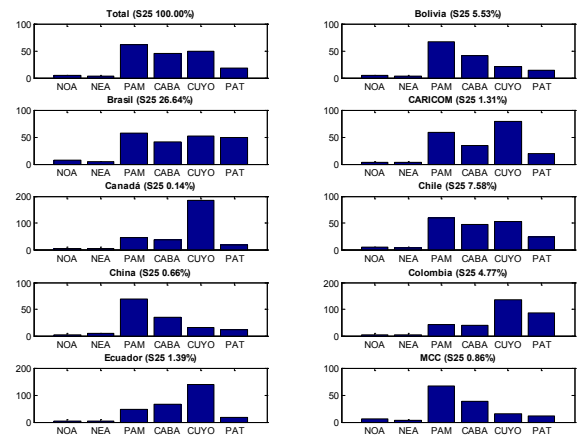 Total (S25 100.00%)
100
50
0
NOA NEA PAM CABA CUYO PAT
Bolivia (S25 5.53%)
100
50
0
NOA NEA PAM CABA CUYO PAT
Brasil (S25 26.64%)
100
50
0
NOA NEA PAM CABA CUYO PAT
CARICOM (S25 1.31%)
100
50
0
NOA NEA PAM CABA CUYO PAT
Canadá (S25 0.14%)
200
100
0
NOA NEA PAM CABA CUYO PAT
Chile (S25 7.58%)
100
50
0
NOA NEA PAM CABA CUYO PAT
China (S25 0.66%)
100
50
0
NOA NEA PAM CABA CUYO PAT
Colombia (S25 4.77%)
200
100
0
NOA NEA PAM CABA CUYO PAT
Ecuador (S25 1.39%)
200
100
0
NOA NEA PAM CABA CUYO PAT
MCC (S25 0.86%)
100
50
0
NOA NEA PAM CABA CUYO PAT